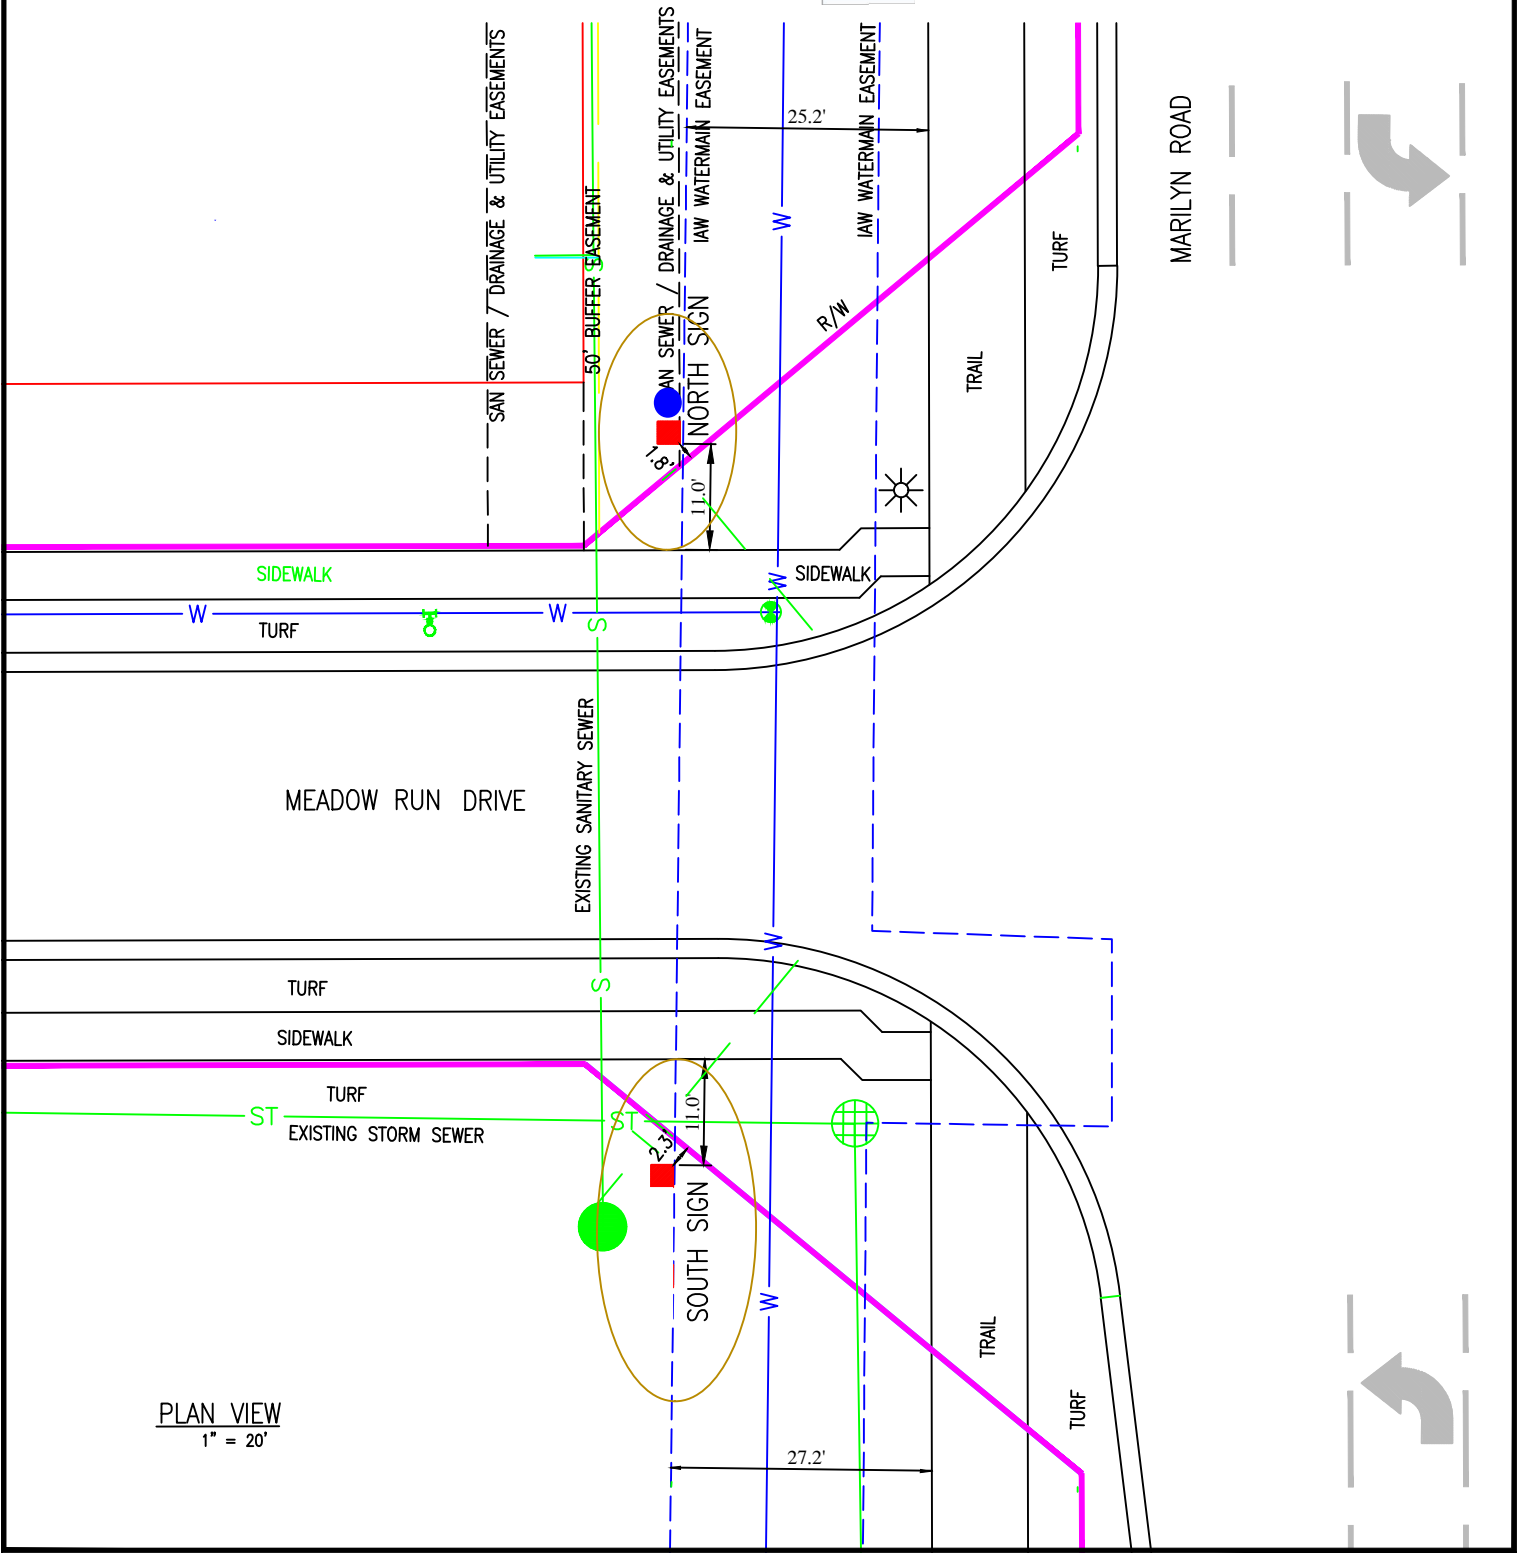 SAN SEWER / DRAINAGE & UTILITY EASEMENTS
50' BUFFER EASEMENT
SAN SEWER / DRAINAGE & UTILITY EASEMENTS
IAW WATERMAIN EASEMENT
IAW WATERMAIN EASEMENT
25.2'
MARILYN ROAD
W
S
TURF
R/W
TRAIL
NORTH SIGN
1.8'
11.0'
SIDEWALK
SIDEWALK
W
W
W
S
TURF
EXISTING SANITARY SEWER
MEADOW RUN DRIVE
W
S
TURF
SIDEWALK
TURF
ST
ST
EXISTING STORM SEWER
11.0'
2.3'
SOUTH SIGN
W
TRAIL
TURF
PLAN VIEW
1" = 20'
27.2'